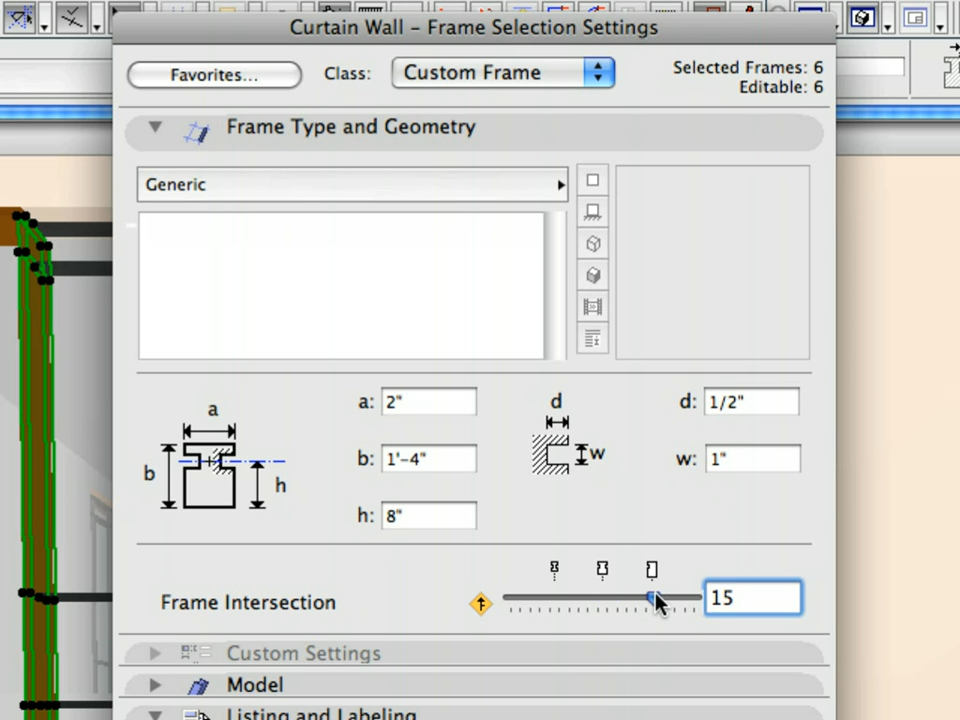 Curtain Wall – Frame Selection Settings
Favorites...
Class:
Custom Frame
Selected Frames: 6
Editable: 6
Frame Type and Geometry
Generic
a
b
h
a: 2"
b: 1'-4"
h: 8"
d
w
d: 1/2"
w: 1"
Frame Intersection
15
Custom Settings
Model
Listing and Labeling